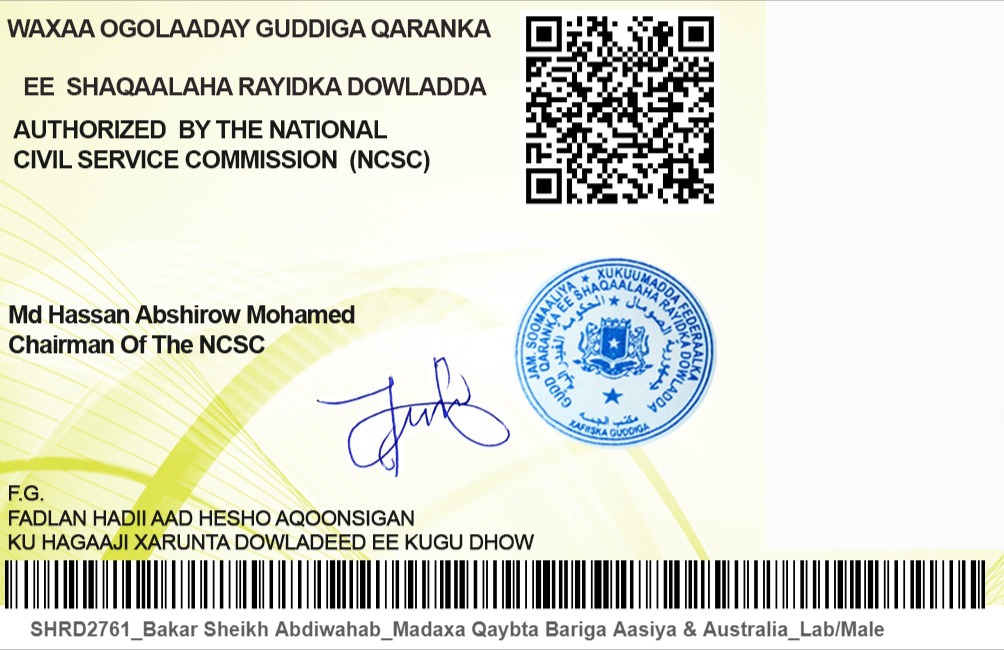 WAXAA OGOLAADAY GUDDIGA QARANKA
EE SHAQAALAHA RAYIDKA DOWLADDA
AUTHORIZED BY THE NATIONAL
CIVIL SERVICE COMMISSION (NCSC)
Md Hassan Abshirow Mohamed
Chairman Of The NCSC
JAM. SOOMAALIYA ★ XUKUUMADDA FEDERAALKA
GUDD QARANKA EE SHAQAALAHA RAYIDKA DOWLADDA
XAFIISKA GUDDIGA
F.G.
FADLAN HADII AAD HESHO AQOONSIGAN
KU HAGAAJI XARUNTA DOWLADEED EE KUGU DHOW
SHRD2761_Bakar Sheikh Abdiwahab_Madaxa Qaybta Bariga Aasiya & Australia_Lab/Male